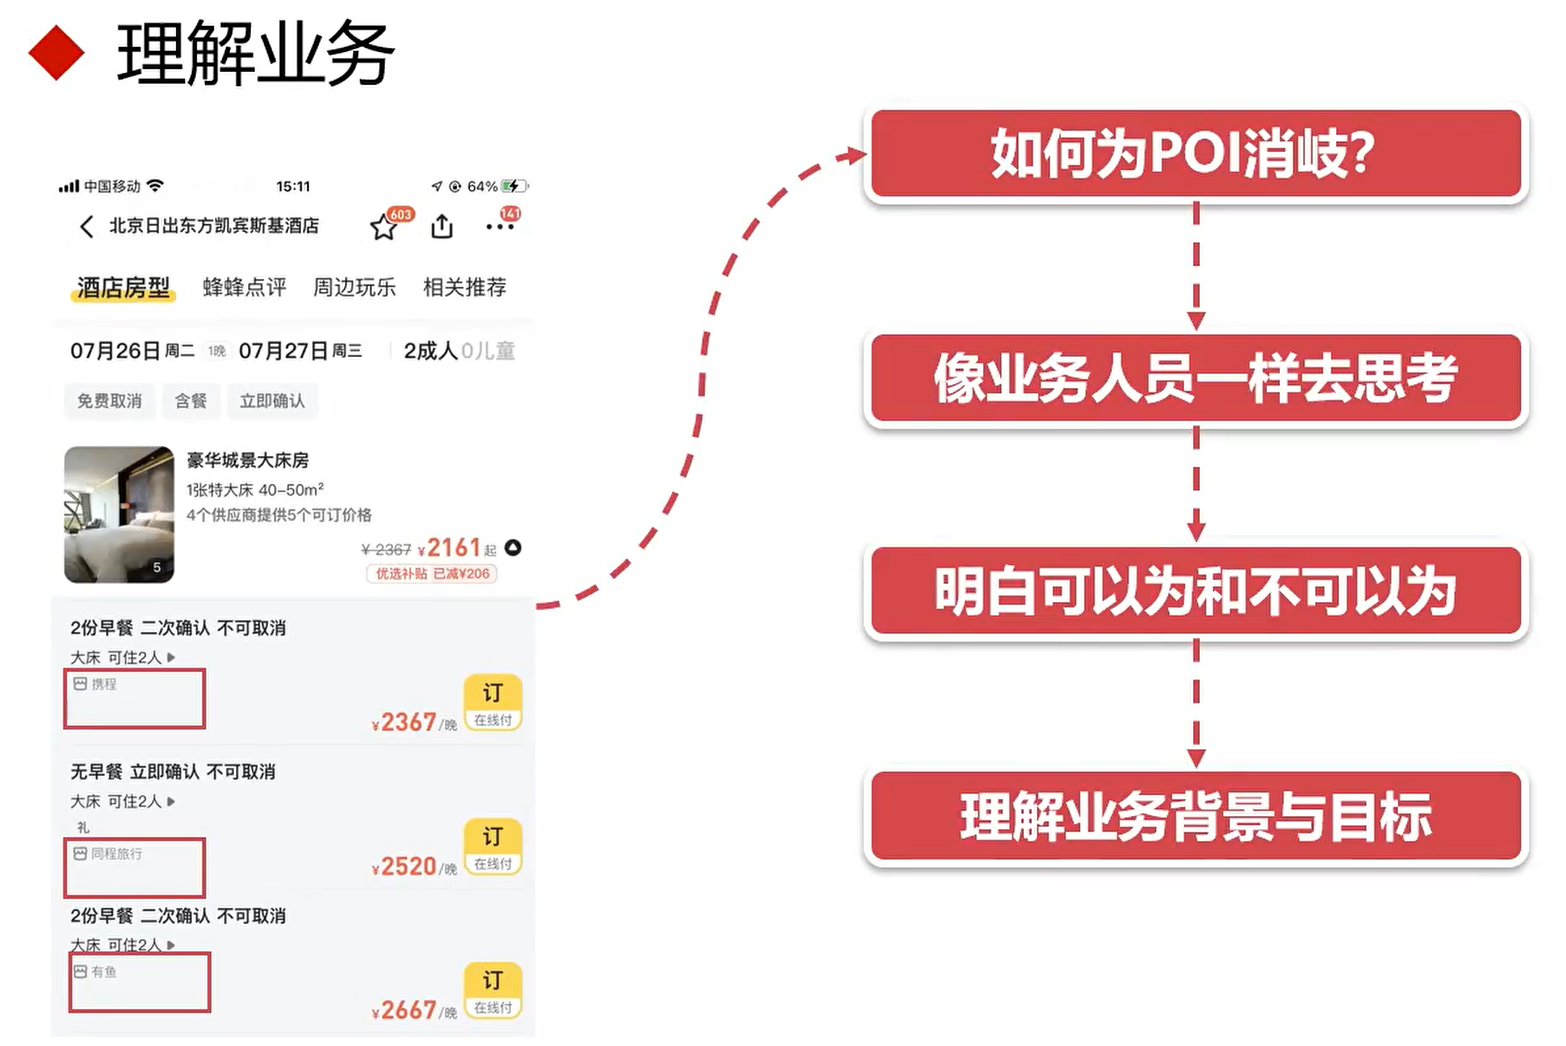 理解业务
中国移动 15:11 64%
北京日出东方凯宾斯基酒店 603 141
酒店房型 蜂蜂点评 周边玩乐 相关推荐
07月26日周二 1晚 07月27日周三 2成人0儿童
免费取消 含餐 立即确认
豪华城景大床房
1张特大床 40-50m²
4个供应商提供5个可订价格
5
¥2367 ¥2161起
优选补贴 已减¥206
2份早餐 二次确认 不可取消
大床 可住2人
携程
¥2367/晚
订
在线付
无早餐 立即确认 不可取消
大床 可住2人
礼
同程旅行
¥2520/晚
订
在线付
2份早餐 二次确认 不可取消
大床 可住2人
有鱼
¥2667/晚
订
在线付
如何为POI消岐?
像业务人员一样去思考
明白可以为和不可以为
理解业务背景与目标